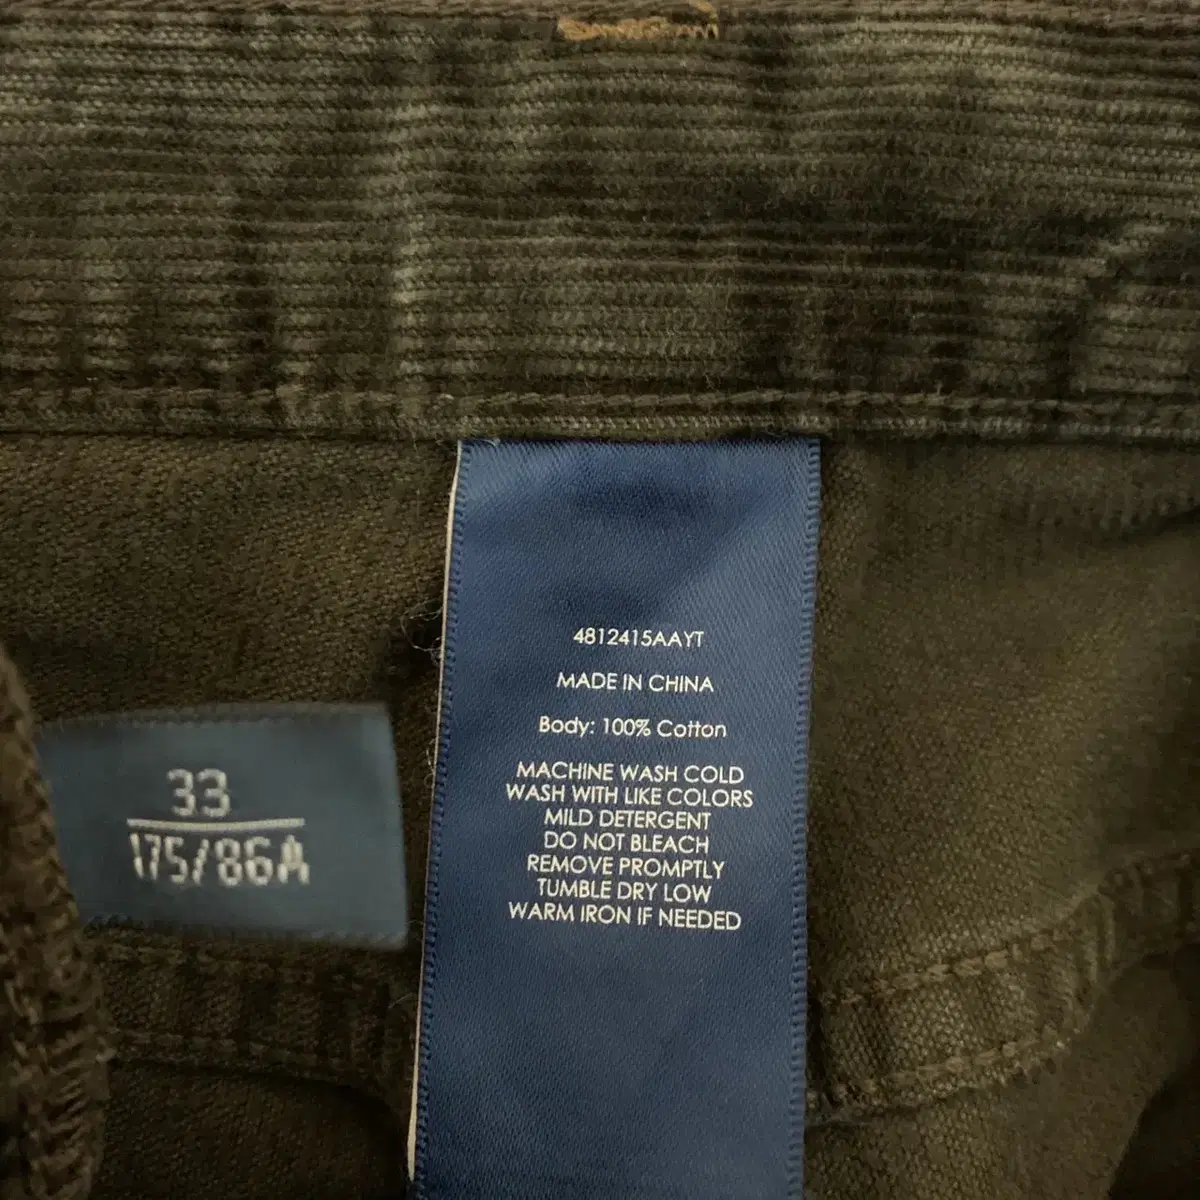 4812415AAYT
MADE IN CHINA
Body: 100% Cotton
MACHINE WASH COLD
WASH WITH LIKE COLORS
MILD DETERGENT
DO NOT BLEACH
REMOVE PROMPTLY
TUMBLE DRY LOW
WARM IRON IF NEEDED
33
175/86A